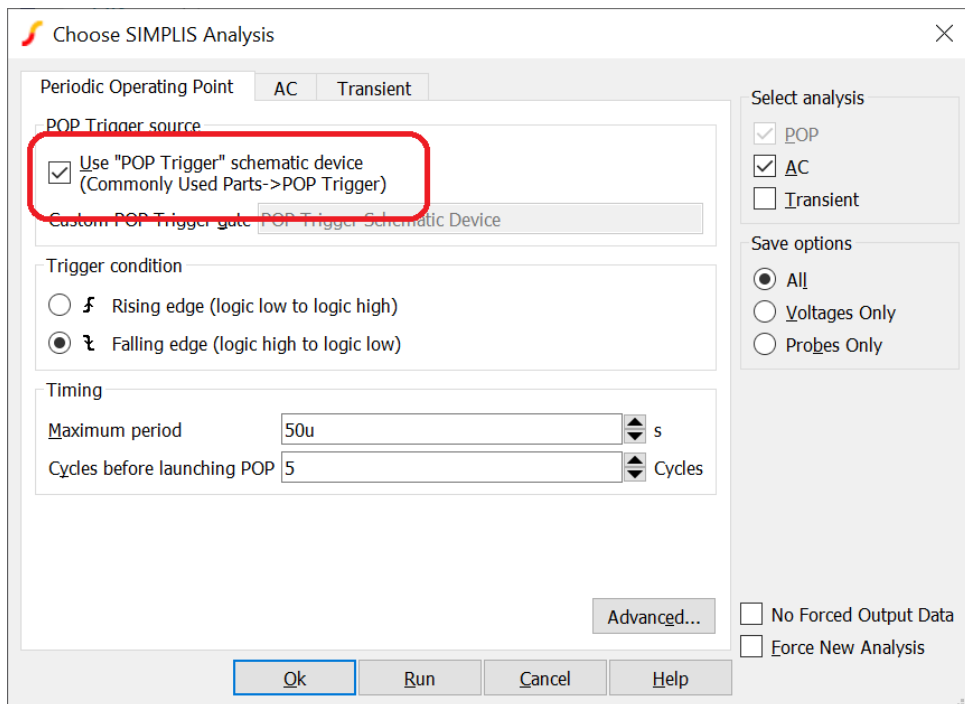 Choose SIMPLIS Analysis
Periodic Operating Point
AC
Transient
POP Trigger source
Use "POP Trigger" schematic device
(Commonly Used Parts->POP Trigger)
Custom POP Trigger gate
POP Trigger Schematic Device
Trigger condition
Rising edge (logic low to logic high)
Falling edge (logic high to logic low)
Timing
Maximum period
50u
s
Cycles before launching POP
5
Cycles
Advanced...
Select analysis
POP
AC
Transient
Save options
All
Voltages Only
Probes Only
No Forced Output Data
Force New Analysis
Ok
Run
Cancel
Help